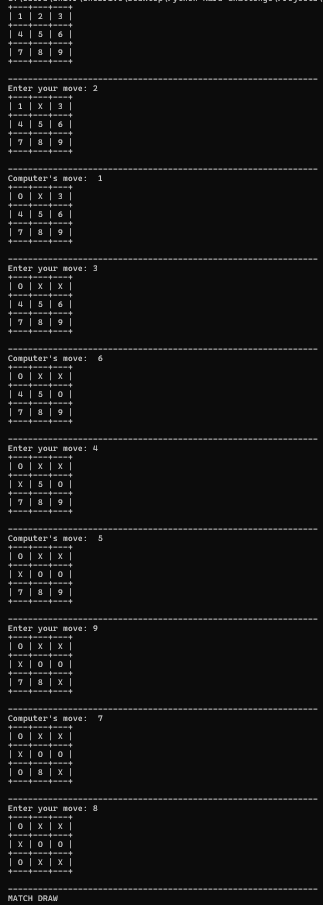 +---+---+---+
| 1 | 2 | 3 |
+---+---+---+
| 4 | 5 | 6 |
+---+---+---+
| 7 | 8 | 9 |
+---+---+---+
--------------------------------------------------------------
Enter your move: 2
+---+---+---+
| 1 | X | 3 |
+---+---+---+
| 4 | 5 | 6 |
+---+---+---+
| 7 | 8 | 9 |
+---+---+---+
--------------------------------------------------------------
Computer's move:  1
+---+---+---+
| O | X | 3 |
+---+---+---+
| 4 | 5 | 6 |
+---+---+---+
| 7 | 8 | 9 |
+---+---+---+
--------------------------------------------------------------
Enter your move: 3
+---+---+---+
| O | X | X |
+---+---+---+
| 4 | 5 | 6 |
+---+---+---+
| 7 | 8 | 9 |
+---+---+---+
--------------------------------------------------------------
Computer's move:  6
+---+---+---+
| O | X | X |
+---+---+---+
| 4 | 5 | O |
+---+---+---+
| 7 | 8 | 9 |
+---+---+---+
--------------------------------------------------------------
Enter your move: 4
+---+---+---+
| O | X | X |
+---+---+---+
| X | 5 | O |
+---+---+---+
| 7 | 8 | 9 |
+---+---+---+
--------------------------------------------------------------
Computer's move:  5
+---+---+---+
| O | X | X |
+---+---+---+
| X | O | O |
+---+---+---+
| 7 | 8 | 9 |
+---+---+---+
--------------------------------------------------------------
Enter your move: 9
+---+---+---+
| O | X | X |
+---+---+---+
| X | O | O |
+---+---+---+
| 7 | 8 | X |
+---+---+---+
--------------------------------------------------------------
Computer's move:  7
+---+---+---+
| O | X | X |
+---+---+---+
| X | O | O |
+---+---+---+
| O | 8 | X |
+---+---+---+
--------------------------------------------------------------
Enter your move: 8
+---+---+---+
| O | X | X |
+---+---+---+
| X | O | O |
+---+---+---+
| O | X | X |
+---+---+---+
--------------------------------------------------------------
MATCH DRAW